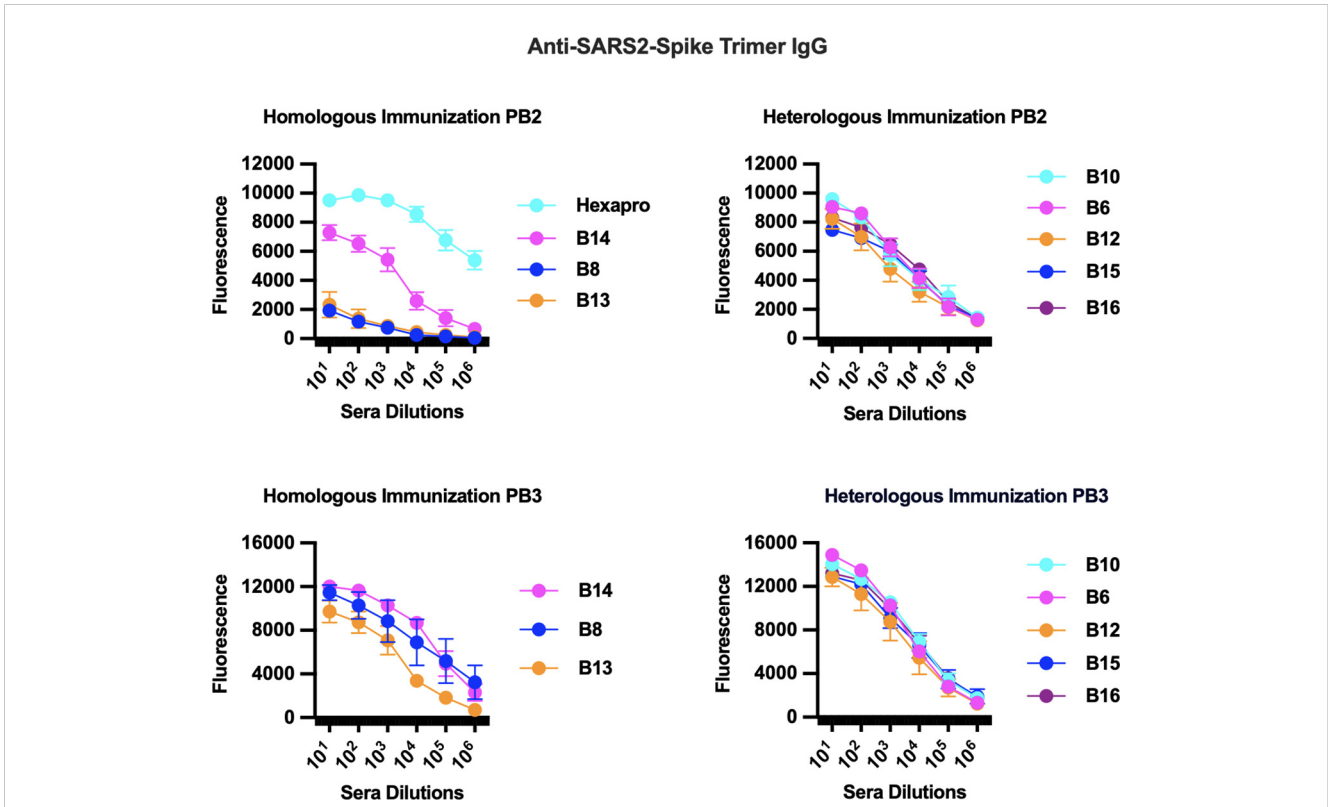 Anti-SARS2-Spike Trimer IgG
Homologous Immunization PB2
12000
10000
8000
6000
4000
2000
0
Fluorescence
10¹ 10² 10³ 10⁴ 10⁵ 10⁶
Sera Dilutions
Hexapro
B14
B8
B13
Heterologous Immunization PB2
12000
10000
8000
6000
4000
2000
0
Fluorescence
10¹ 10² 10³ 10⁴ 10⁵ 10⁶
Sera Dilutions
B10
B6
B12
B15
B16
Homologous Immunization PB3
16000
12000
8000
4000
0
Fluorescence
10¹ 10² 10³ 10⁴ 10⁵ 10⁶
Sera Dilutions
B14
B8
B13
Heterologous Immunization PB3
16000
12000
8000
4000
0
Fluorescence
10¹ 10² 10³ 10⁴ 10⁵ 10⁶
Sera Dilutions
B10
B6
B12
B15
B16